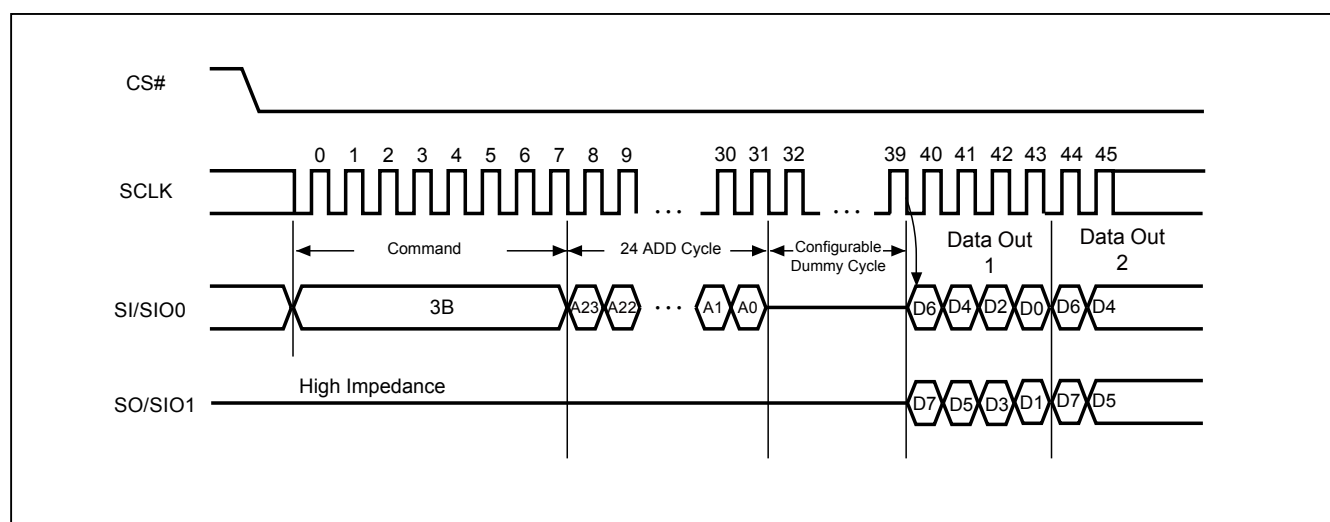 CS#
0 1 2 3 4 5 6 7 8 9 30 31 32 39 40 41 42 43 44 45
SCLK
... ...
Command 24 ADD Cycle Configurable Dummy Cycle Data Out 1 Data Out 2
SI/SIO0 3B A23 A22 ... A1 A0 D6 D4 D2 D0 D6 D4
High Impedance
SO/SIO1 D7 D5 D3 D1 D7 D5